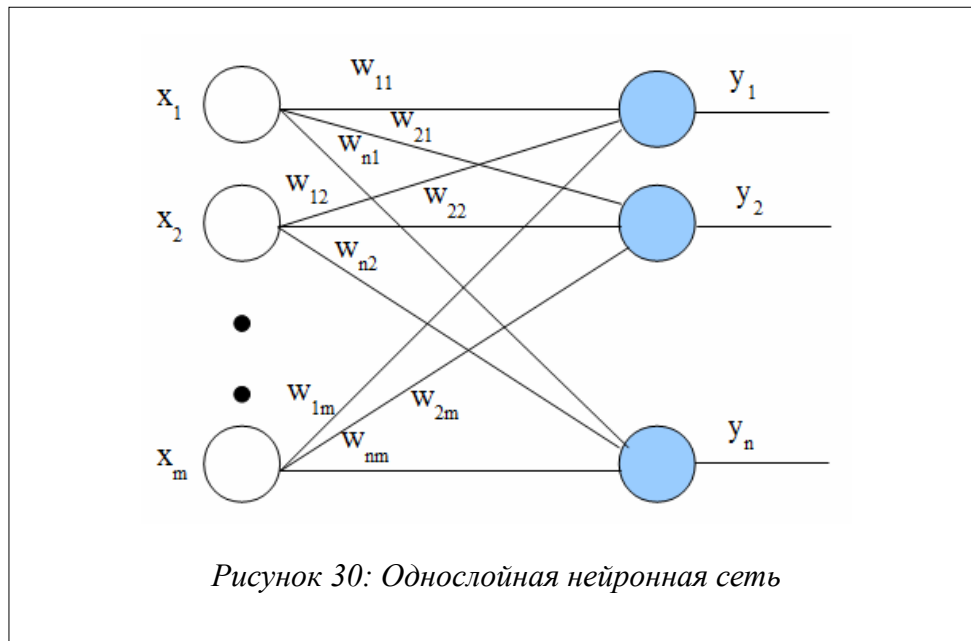 w₁₁
y₁
x₁
w₂₁
wₙ₁
w₁₂
w₂₂
y₂
x₂
wₙ₂
w₁ₘ
w₂ₘ
yₙ
wₙₘ
xₘ
Рисунок 30: Однослойная нейронная сеть